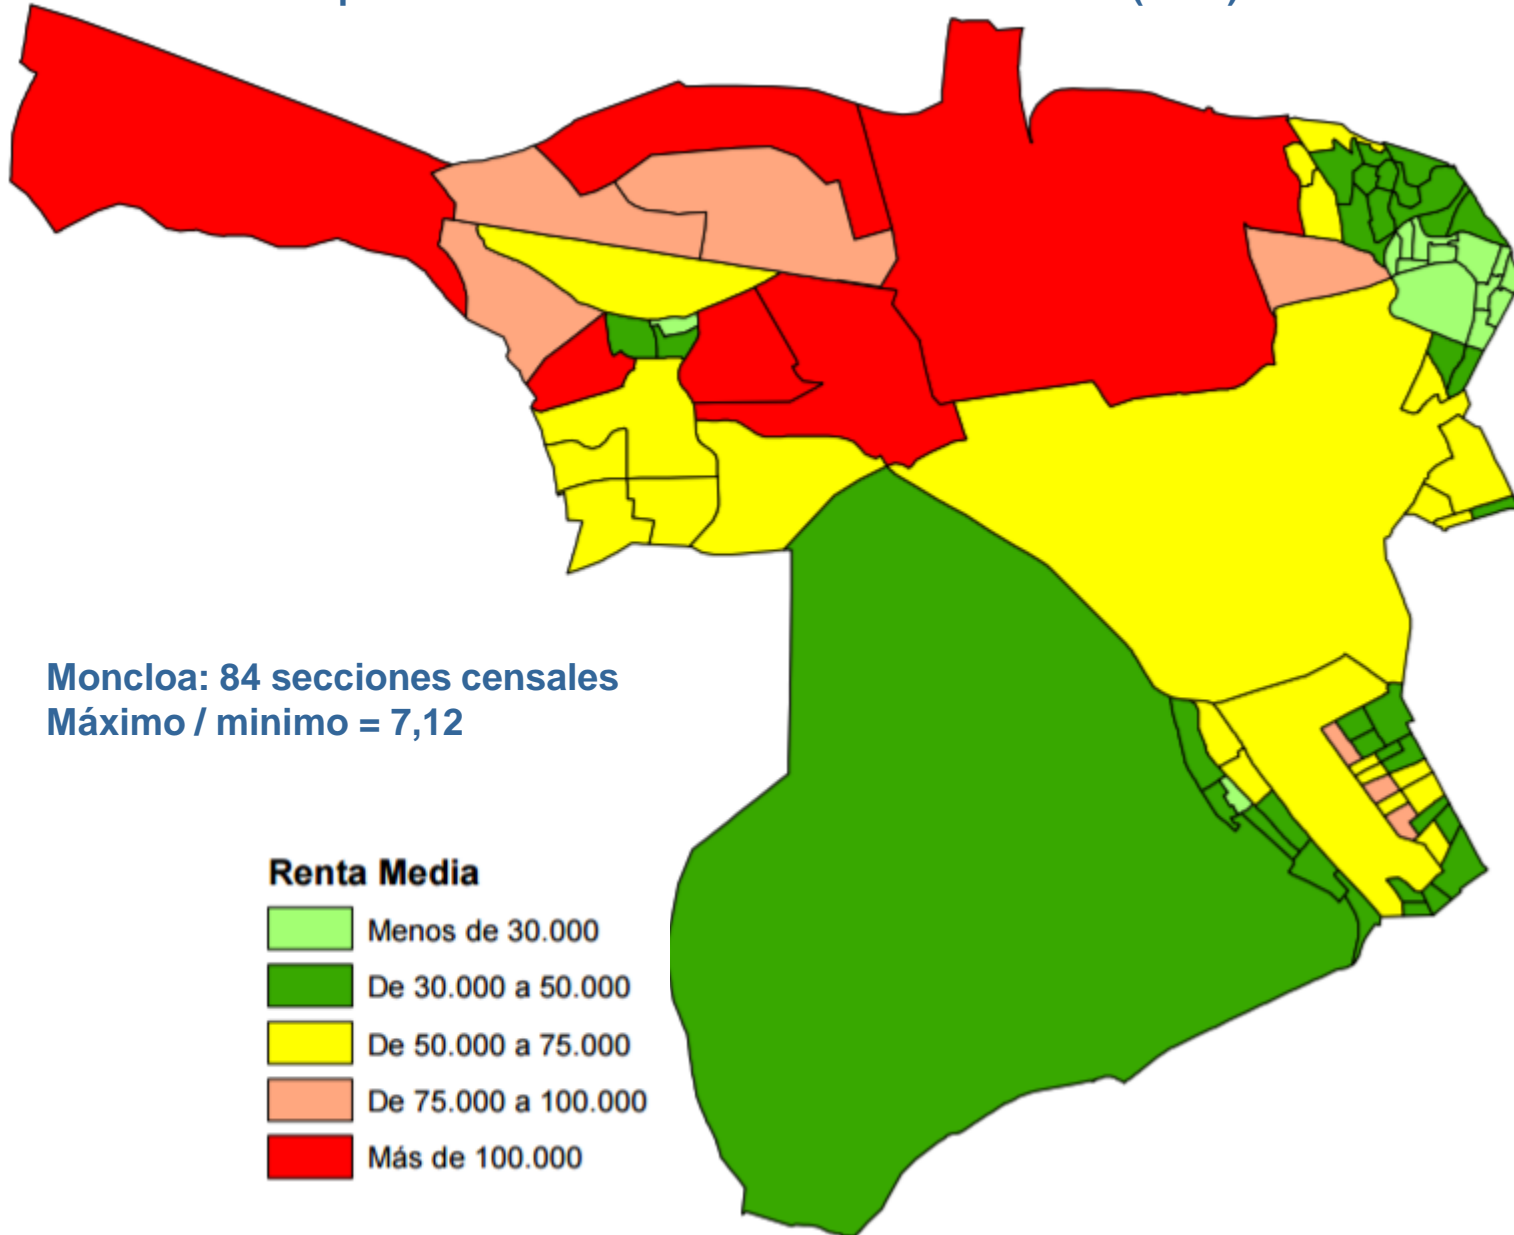 Moncloa: 84 secciones censales
Máximo / minimo = 7,12
Renta Media
Menos de 30.000
De 30.000 a 50.000
De 50.000 a 75.000
De 75.000 a 100.000
Más de 100.000